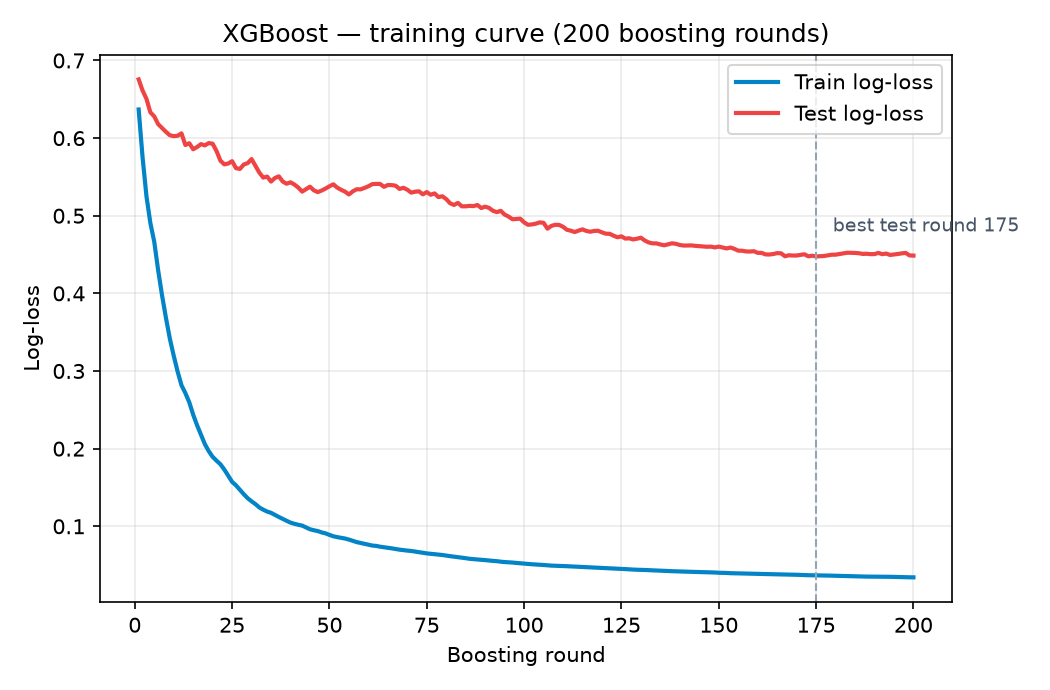 XGBoost — training curve (200 boosting rounds)
Train log-loss
Test log-loss
best test round 175
Log-loss
0.7
0.6
0.5
0.4
0.3
0.2
0.1
0 25 50 75 100 125 150 175 200
Boosting round